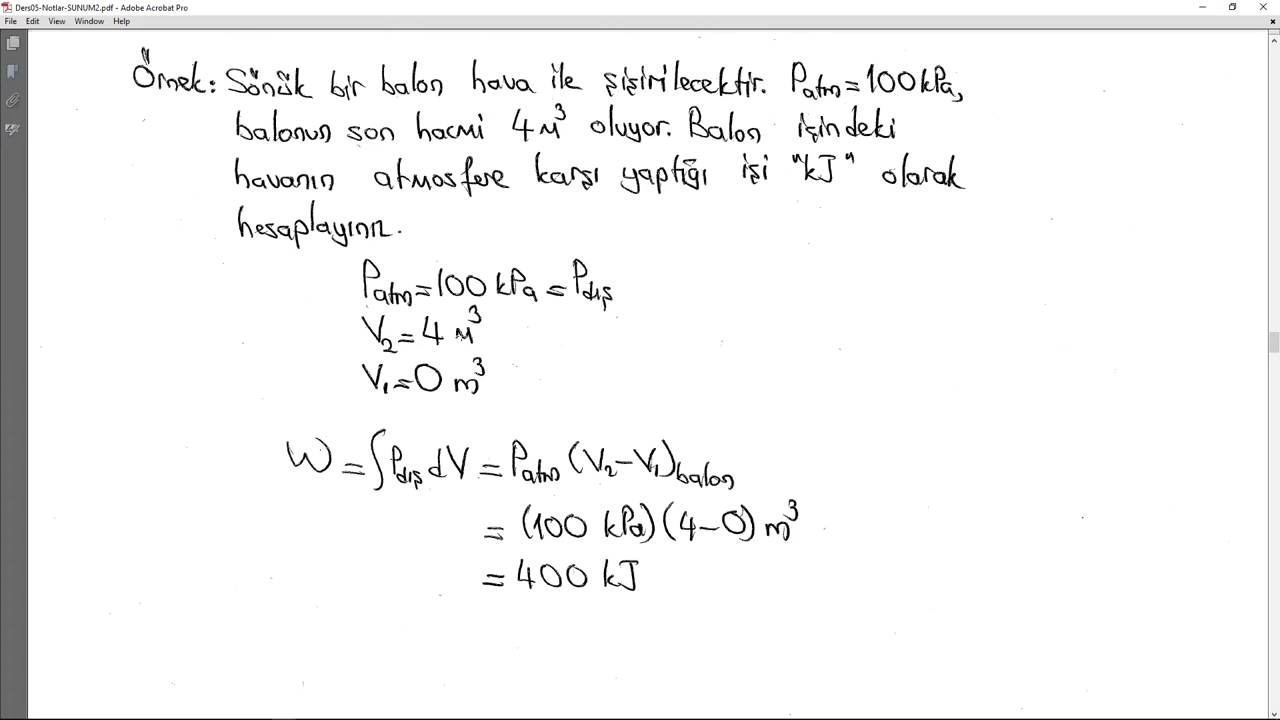 Ders05-Notlar-SUNUM2.pdf - Adobe Acrobat Pro
File Edit View Window Help
Örnek: Sönük bir balon hava ile şişirilecektir. Patm=100kPa,
balonun son hacmi 4 m³ oluyor. Balon içindeki
havanın atmosfere karşı yaptığı işi "kJ" olarak
hesaplayınız.
Patm=100 kPa=Pdış
V₂=4 m³
V₁=0 m³
W=∫Pdış dV=Patm (V₂-V₁)balon
=(100 kPa)(4-0) m³
=400 kJ